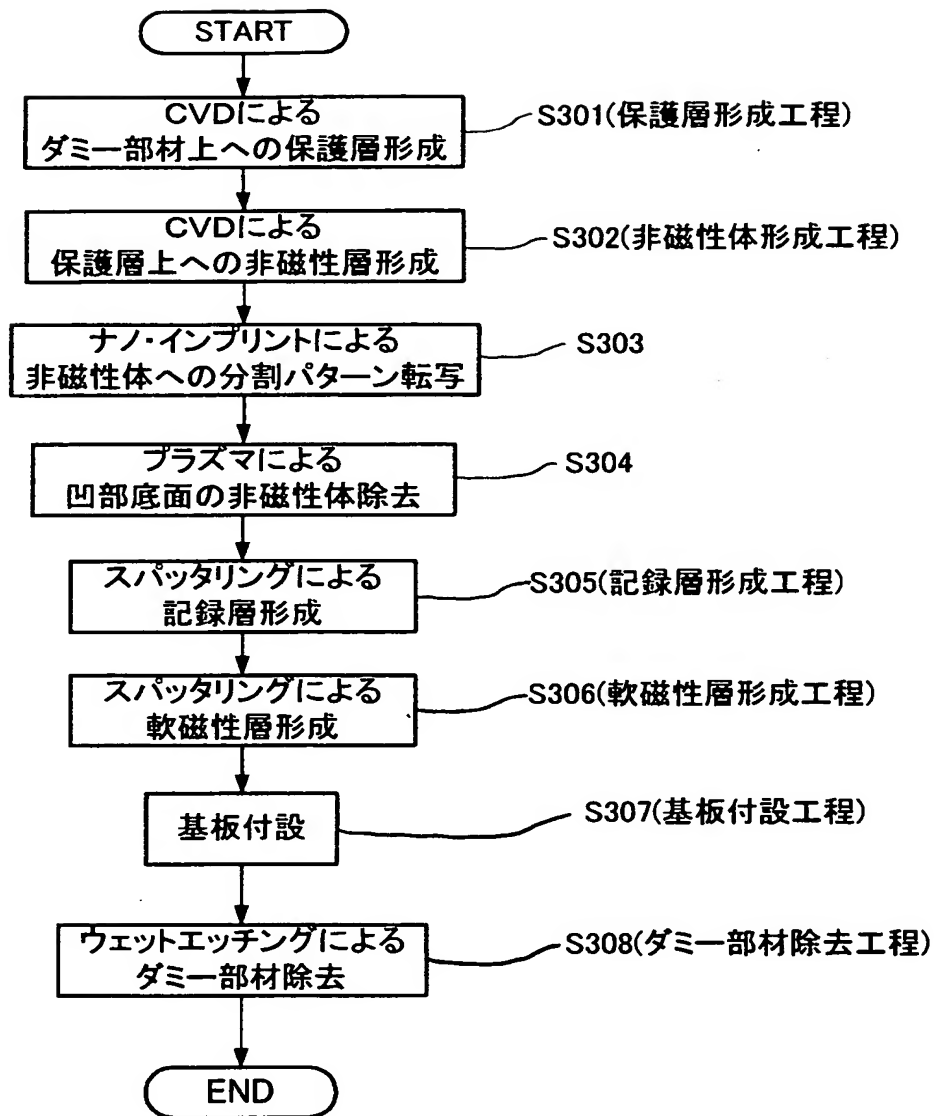 START
CVDによる
ダミー部材上への保護層形成
S301(保護層形成工程)
CVDによる
保護層上への非磁性層形成
S302(非磁性体形成工程)
ナノ・インプリントによる
非磁性体への分割パターン転写
S303
プラズマによる
凹部底面の非磁性体除去
S304
スパッタリングによる
記録層形成
S305(記録層形成工程)
スパッタリングによる
軟磁性層形成
S306(軟磁性層形成工程)
基板付設
S307(基板付設工程)
ウェットエッチングによる
ダミー部材除去
S308(ダミー部材除去工程)
END